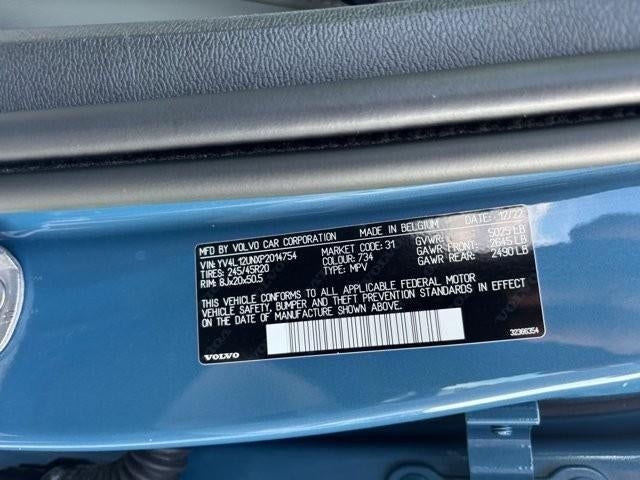 MFD BY VOLVO CAR CORPORATION MADE IN BELGIUM DATE: 12/22
VIN: YV4L12UNXP2014754 MARKET CODE: 31 GVWR: 5025 LB
TIRES: 245/45R20 COLOUR: 734 GAWR FRONT: 2645 LB
RIM: 8Jx20x50.5 TYPE: MPV GAWR REAR: 2490 LB
THIS VEHICLE CONFORMS TO ALL APPLICABLE FEDERAL MOTOR
VEHICLE SAFETY, BUMPER AND THEFT PREVENTION STANDARDS IN EFFECT
ON THE DATE OF MANUFACTURE SHOWN ABOVE.
VOLVO 32366354